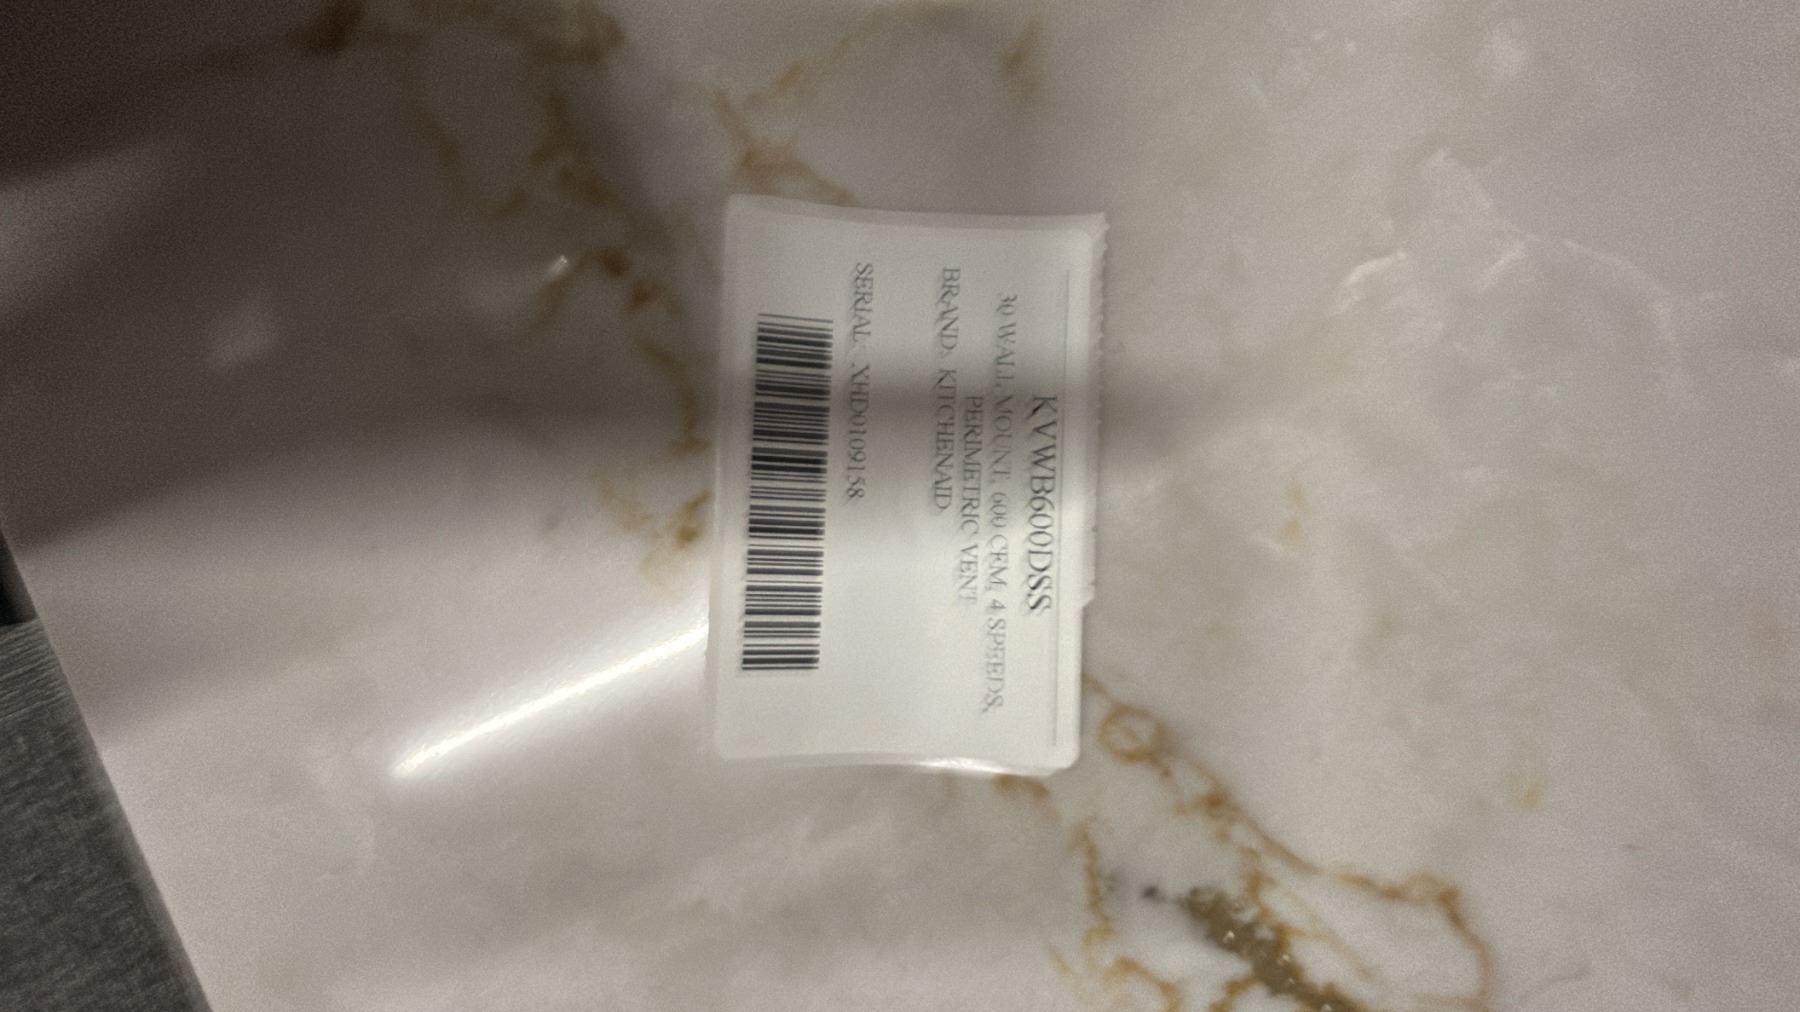 KVWB600DSS
30 WALL MOUNT, 600 CFM, 4 SPEEDS,
PERIMETRIC VENT
BRAND: KITCHENAID
SERIAL: XHD0109158